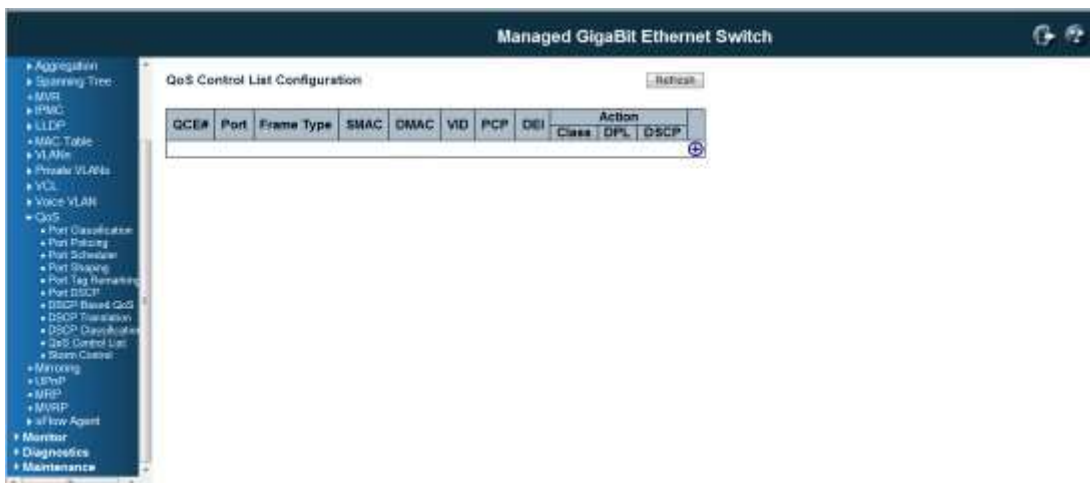 Managed GigaBit Ethernet Switch
Aggregation
Spanning Tree
MVR
IPMC
LLDP
MAC Table
VLANs
Private VLANs
VCL
Voice VLAN
QoS
Port Classification
Port Policing
Port Scheduler
Port Shaping
Port Tag Remarking
Port DSCP
DSCP Based QoS
DSCP Translation
DSCP Classification
QoS Control List
Storm Control
Mirroring
UPnP
MRP
MVRP
sFlow Agent
Monitor
Diagnostics
Maintenance
QoS Control List Configuration
Refresh
QCE# Port Frame Type SMAC DMAC VID PCP DEI Action
Class DPL DSCP